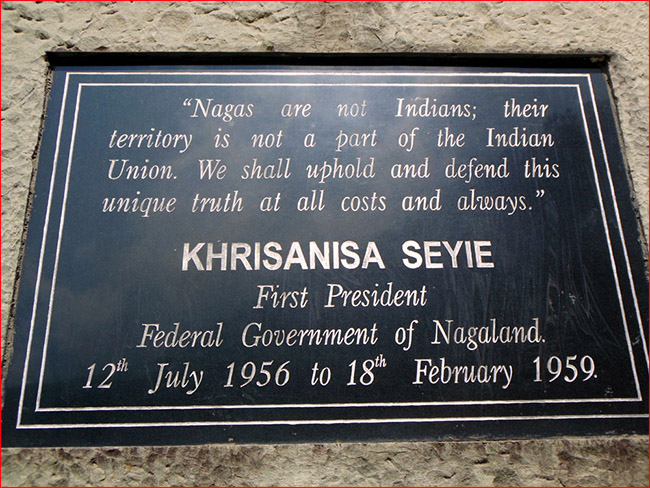 “Nagas are not Indians; their
territory is not a part of the Indian
Union. We shall uphold and defend this
unique truth at all costs and always.”
KHRISANISA SEYIE
First President
Federal Government of Nagaland.
12th July 1956 to 18th February 1959.